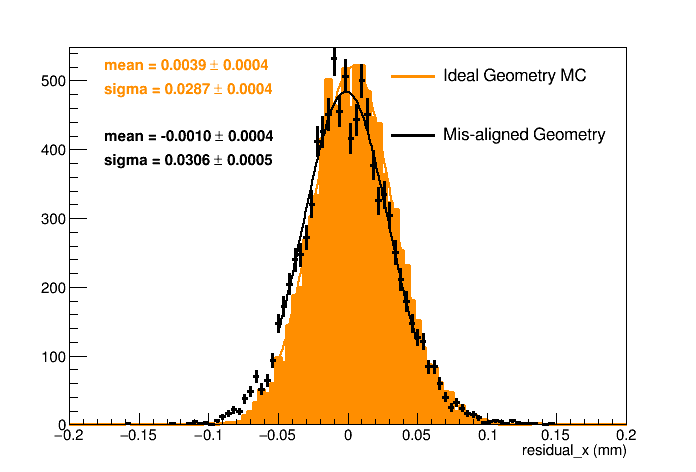 mean = 0.0039 ± 0.0004
sigma = 0.0287 ± 0.0004
Ideal Geometry MC
mean = -0.0010 ± 0.0004
sigma = 0.0306 ± 0.0005
Mis-aligned Geometry
500
400
300
200
100
0
−0.2 −0.15 −0.1 −0.05 0 0.05 0.1 0.15 0.2
residual_x (mm)